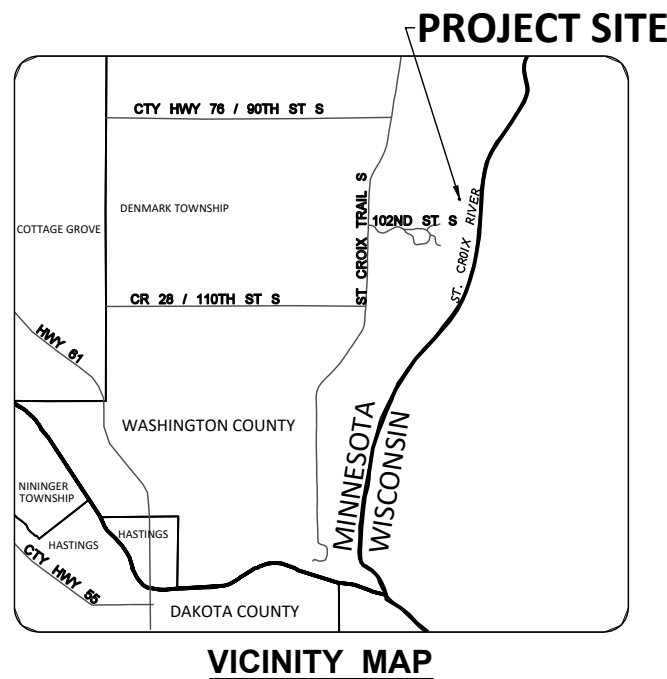 PROJECT SITE
CTY HWY 76 / 90TH ST S
DENMARK TOWNSHIP
COTTAGE GROVE
ST CROIX TRAIL S
102ND ST S
ST. CROIX RIVER
CR 28 / 110TH ST S
HWY 61
WASHINGTON COUNTY
MINNESOTA
WISCONSIN
NININGER
TOWNSHIP
HASTINGS
HASTINGS
CTY HWY 55
DAKOTA COUNTY
VICINITY MAP